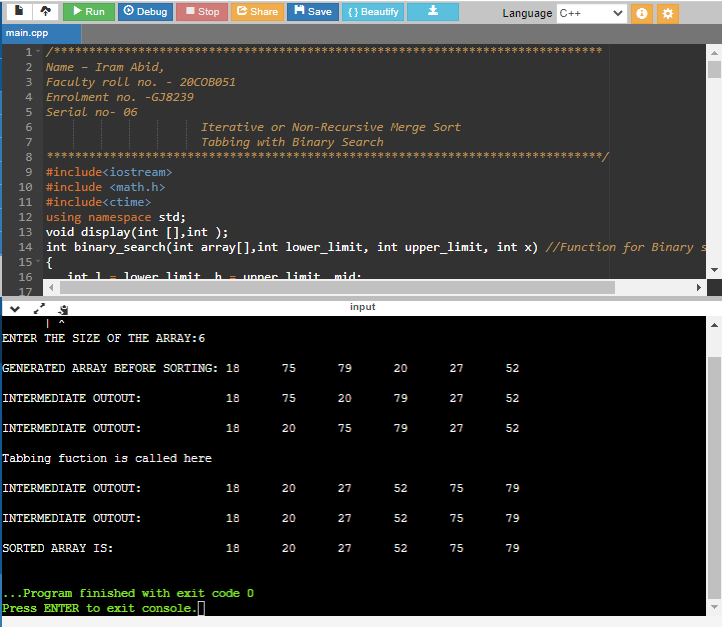 Run Debug Stop Share Save { } Beautify Language C++
main.cpp
1 /******************************************************************************
2 Name – Iram Abid,
3 Faculty roll no. - 20COB051
4 Enrolment no. -GJ8239
5 Serial no- 06
6 Iterative or Non-Recursive Merge Sort
7 Tabbing with Binary Search
8 *******************************************************************************/
9 #include<iostream>
10 #include <math.h>
11 #include<ctime>
12 using namespace std;
13 void display(int [],int );
14 int binary_search(int array[],int lower_limit, int upper_limit, int x) //Function for Binary s
15 {
16 int l = lower_limit, h = upper_limit, mid;
17
input
| ^
ENTER THE SIZE OF THE ARRAY:6
GENERATED ARRAY BEFORE SORTING: 18 75 79 20 27 52
INTERMEDIATE OUTOUT: 18 75 20 79 27 52
INTERMEDIATE OUTOUT: 18 20 75 79 27 52
Tabbing fuction is called here
INTERMEDIATE OUTOUT: 18 20 27 52 75 79
INTERMEDIATE OUTOUT: 18 20 27 52 75 79
SORTED ARRAY IS: 18 20 27 52 75 79
...Program finished with exit code 0
Press ENTER to exit console.